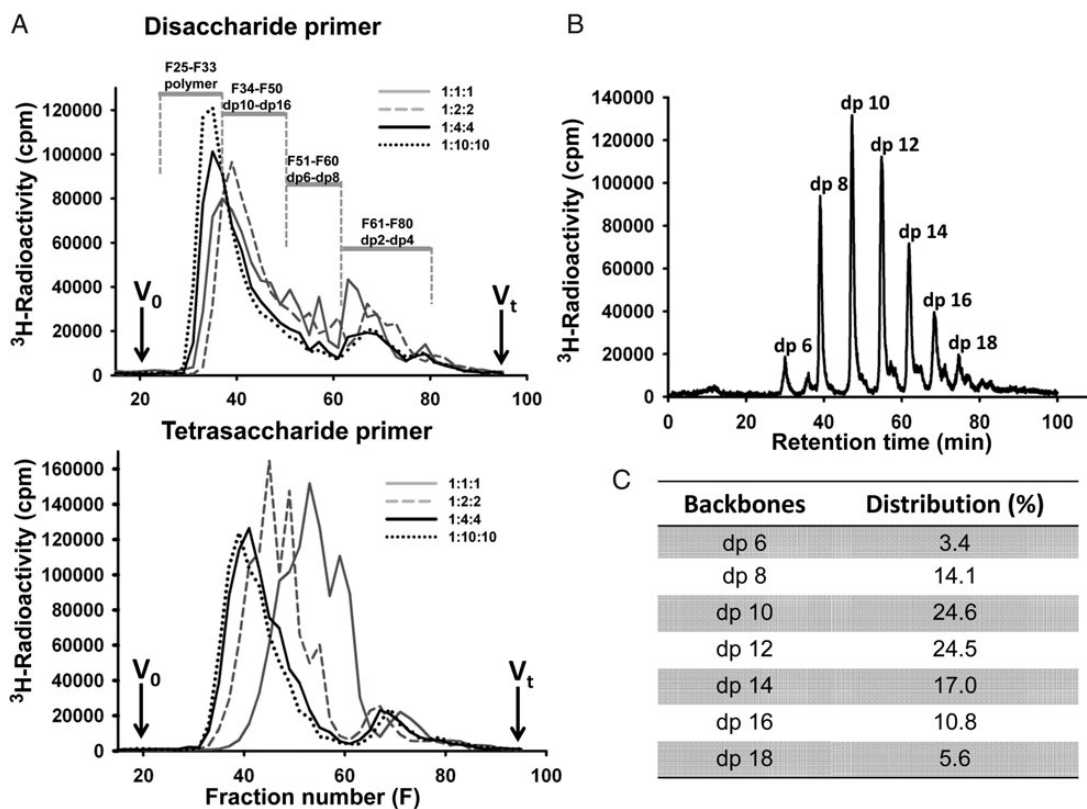 A
Disaccharide primer
F25-F33
polymer
F34-F50
dp10-dp16
F51-F60
dp6-dp8
F61-F80
dp2-dp4
1:1:1
1:2:2
1:4:4
1:10:10
³H-Radioactivity (cpm)
120000
100000
80000
60000
40000
20000
0
V₀
Vₜ
20
40
60
80
100
Tetrasaccharide primer
1:1:1
1:2:2
1:4:4
1:10:10
³H-Radioactivity (cpm)
160000
140000
120000
100000
80000
60000
40000
20000
0
V₀
Vₜ
20
40
60
80
100
Fraction number (F)
B
³H-Radioactivity (cpm)
140000
120000
100000
80000
60000
40000
20000
0
dp 6
dp 8
dp 10
dp 12
dp 14
dp 16
dp 18
0
20
40
60
80
100
Retention time (min)
C
Backbones Distribution (%)
dp 6 3.4
dp 8 14.1
dp 10 24.6
dp 12 24.5
dp 14 17.0
dp 16 10.8
dp 18 5.6